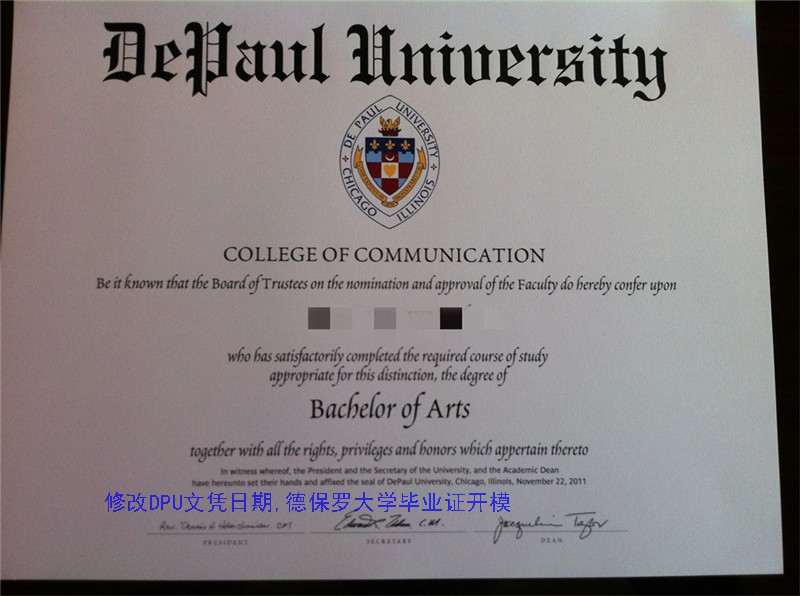 DePaul University
DE PAUL UNIVERSITY
CHICAGO ILLINOIS
COLLEGE OF COMMUNICATION
Be it known that the Board of Trustees on the nomination and approval of the Faculty do hereby confer upon
who has satisfactorily completed the required course of study
appropriate for this distinction, the degree of
Bachelor of Arts
together with all the rights, privileges and honors which appertain thereto
In witness whereof, the President and the Secretary of the University, and the Academic Dean
have hereunto set their hands and affixed the seal of DePaul University, Chicago, Illinois, November 22, 2011
修改DPU文凭日期,德保罗大学毕业证开模
Jacqueline Taylor
PRESIDENT SECRETARY DEAN